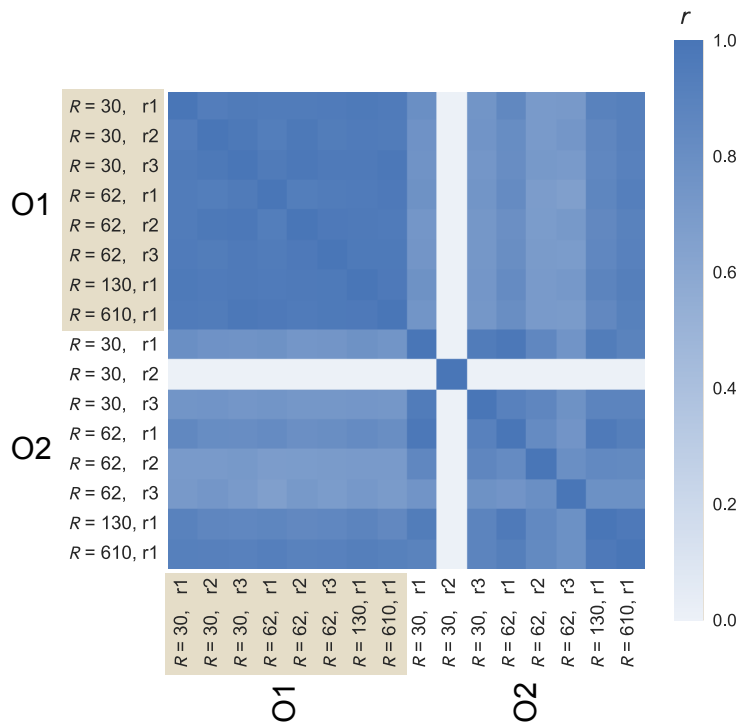 r
1.0
0.8
0.6
0.4
0.2
0.0
O1
R = 30, r1
R = 30, r2
R = 30, r3
R = 62, r1
R = 62, r2
R = 62, r3
R = 130, r1
R = 610, r1
O2
R = 30, r1
R = 30, r2
R = 30, r3
R = 62, r1
R = 62, r2
R = 62, r3
R = 130, r1
R = 610, r1
R = 30, r1
R = 30, r2
R = 30, r3
R = 62, r1
R = 62, r2
R = 62, r3
R = 130, r1
R = 610, r1
R = 30, r1
R = 30, r2
R = 30, r3
R = 62, r1
R = 62, r2
R = 62, r3
R = 130, r1
R = 610, r1
O1
O2